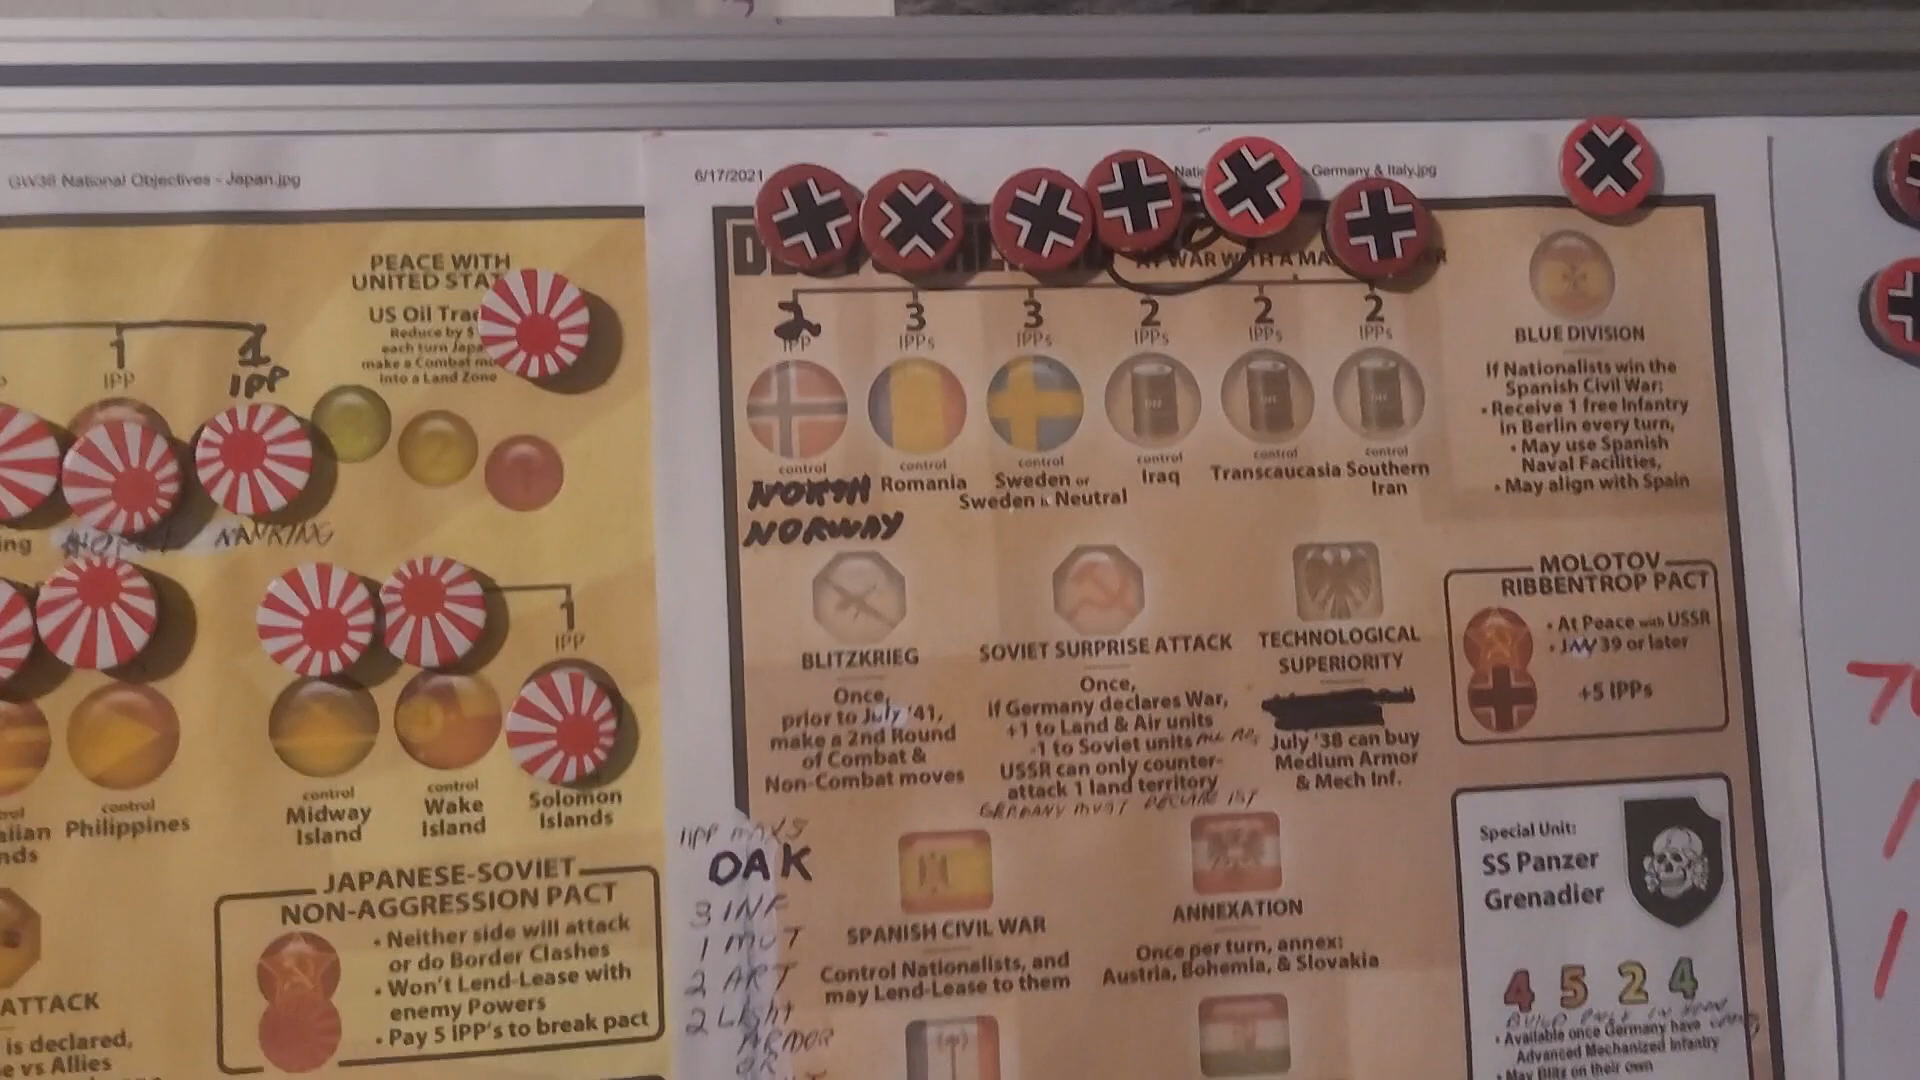 GW36 National Objectives - Japan.jpg
PEACE WITH
UNITED STAT
US Oil Trad
Reduce by $
each turn Japa
make a Combat m
into a Land Zone
1
IPP
1
IPP
ing
NANKING
1
IPP
control
Philippines
control
Midway
Island
control
Wake
Island
Solomon
Islands
JAPANESE-SOVIET
NON-AGGRESSION PACT
• Neither side will attack
or do Border Clashes
• Won't Lend-Lease with
enemy Powers
• Pay 5 IPP's to break pact
ATTACK
is declared,
e vs Allies
6/17/2021
Germany & Italy.jpg
WAR WITH A MA
IPP
3
IPPs
3
IPPs
2
IPPs
2
IPPs
2
IPPs
control
NORTH
NORWAY
control
Romania
control
Sweden or
Sweden is Neutral
control
Iraq
control
Transcaucasia
control
Southern
Iran
BLUE DIVISION
If Nationalists win the
Spanish Civil War:
• Receive 1 free Infantry
in Berlin every turn,
• May use Spanish
Naval Facilities,
• May align with Spain
BLITZKRIEG
Once,
prior to July '41,
make a 2nd Round
of Combat &
Non-Combat moves
SOVIET SURPRISE ATTACK
Once,
if Germany declares War,
+1 to Land & Air units
-1 to Soviet units
USSR can only counter-
attack 1 land territory
GERMANY MUST DECLARE 1ST
TECHNOLOGICAL
SUPERIORITY
July '38 can buy
Medium Armor
& Mech Inf.
MOLOTOV
RIBBENTROP PACT
• At Peace with USSR
• 39 or later
+5 IPPs
OAK
3 INF
1 MOT
2 ART
2 Light
ARMOR
OR
SPANISH CIVIL WAR
Control Nationalists, and
may Lend-Lease to them
ANNEXATION
Once per turn, annex:
Austria, Bohemia, & Slovakia
Special Unit:
SS Panzer
Grenadier
4 5 2 4
• Available once Germany have
Advanced Mechanized Infantry
• May Blitz on their own